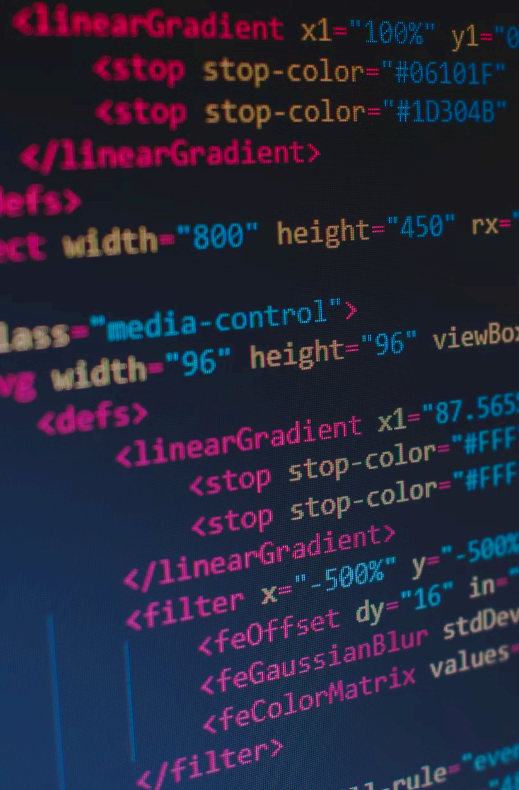 <linearGradient x1="100%" y1="0
<stop stop-color="#06101F"
<stop stop-color="#1D304B"
</linearGradient>
defs>
ect width="800" height="450" rx="
lass="media-control">
vg width="96" height="96" viewBox
<defs>
<linearGradient x1="87.565%
<stop stop-color="#FFF
<stop stop-color="#FFF
</linearGradient>
<filter x="-500%" y="-500%
<feOffset dy="16" in="
<feGaussianBlur stdDev
<feColorMatrix values=
</filter>
ll-rule="even